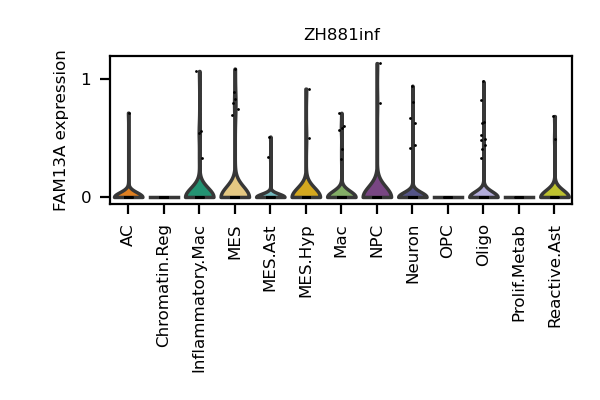 ZH881inf
FAM13A expression
1
0
AC
Chromatin.Reg
Inflammatory.Mac
MES
MES.Ast
MES.Hyp
Mac
NPC
Neuron
OPC
Oligo
Prolif.Metab
Reactive.Ast